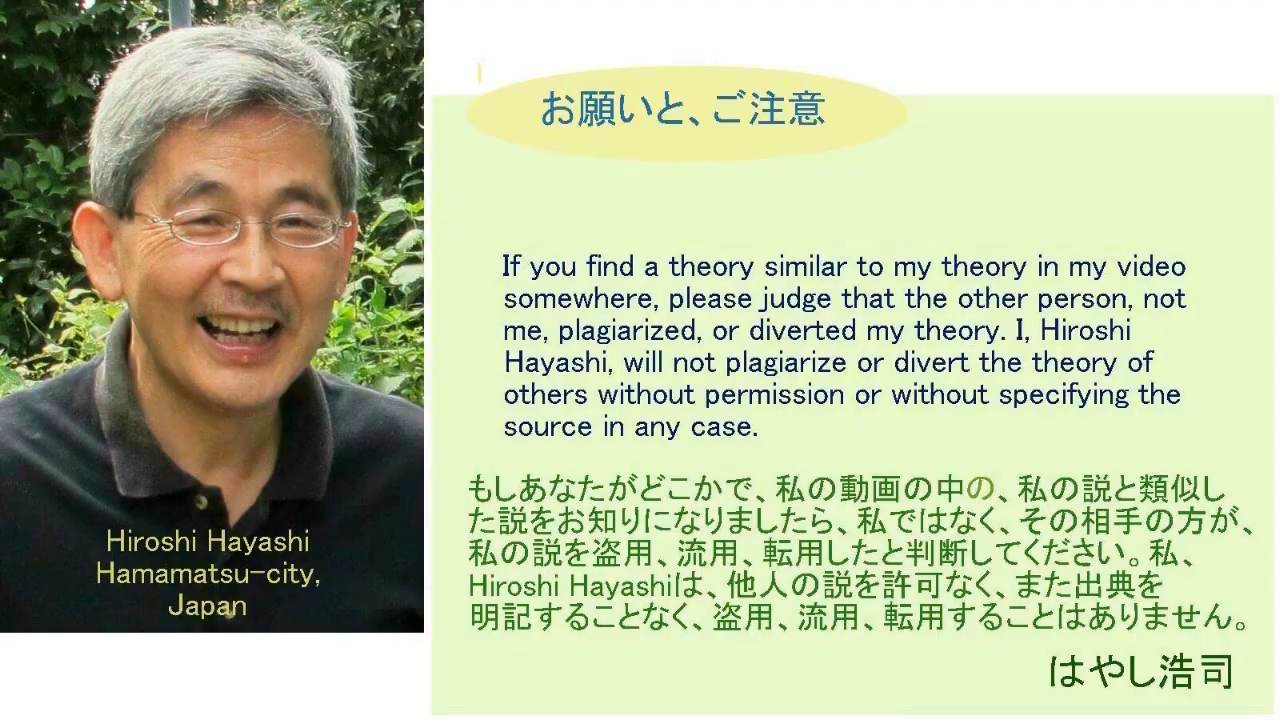 Hiroshi Hayashi
Hamamatsu-city,
Japan
お願いと、ご注意
If you find a theory similar to my theory in my video
somewhere, please judge that the other person, not
me, plagiarized, or diverted my theory. I, Hiroshi
Hayashi, will not plagiarize or divert the theory of
others without permission or without specifying the
source in any case.
もしあなたがどこかで、私の動画の中の、私の説と類似し
た説をお知りになりましたら、私ではなく、その相手の方が、
私の説を盗用、流用、転用したと判断してください。私、
Hiroshi Hayashiは、他人の説を許可なく、また出典を
明記することなく、盗用、流用、転用することはありません。
はやし浩司